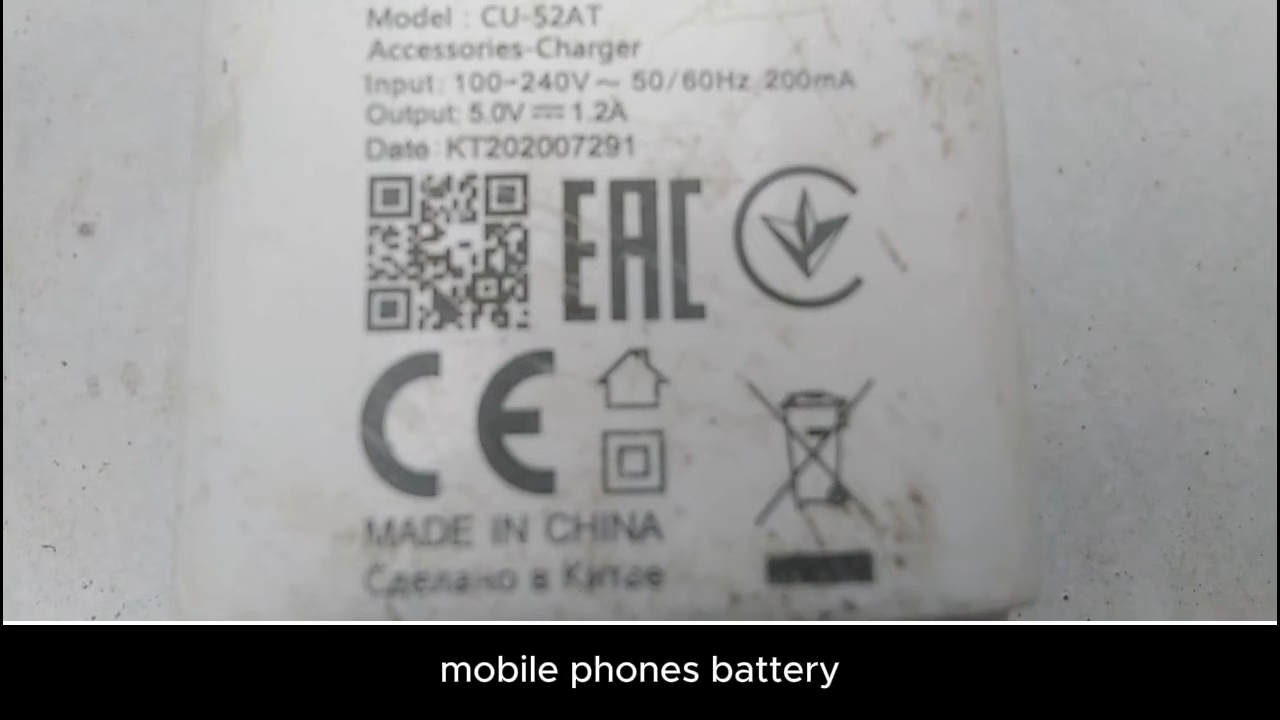 Model : CU-52AT
Accessories-Charger
Input: 100-240V~ 50/60Hz 200mA
Output: 5.0V⎓1.2A
Date KT202007291
EAC
CE
MADE IN CHINA
Сделано в Китае
mobile phones battery